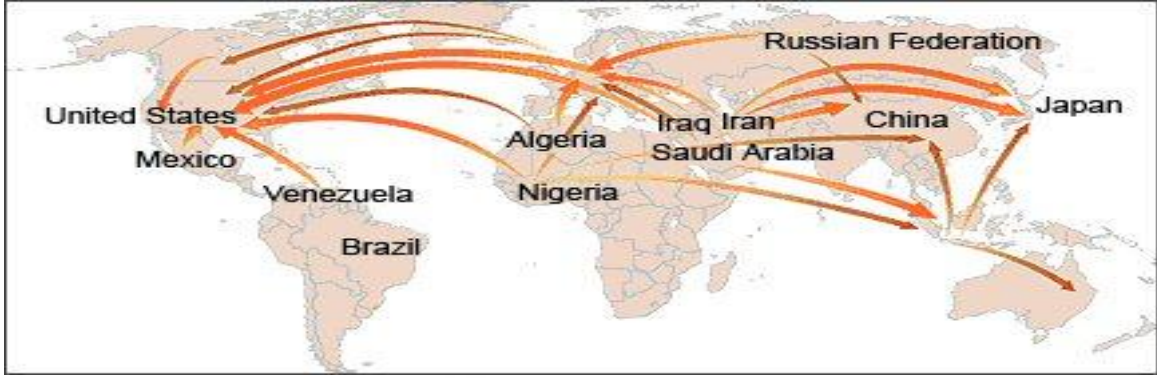 Russian Federation
United States
Japan
China
Iraq
Iran
Algeria
Mexico
Saudi Arabia
Venezuela
Nigeria
Brazil